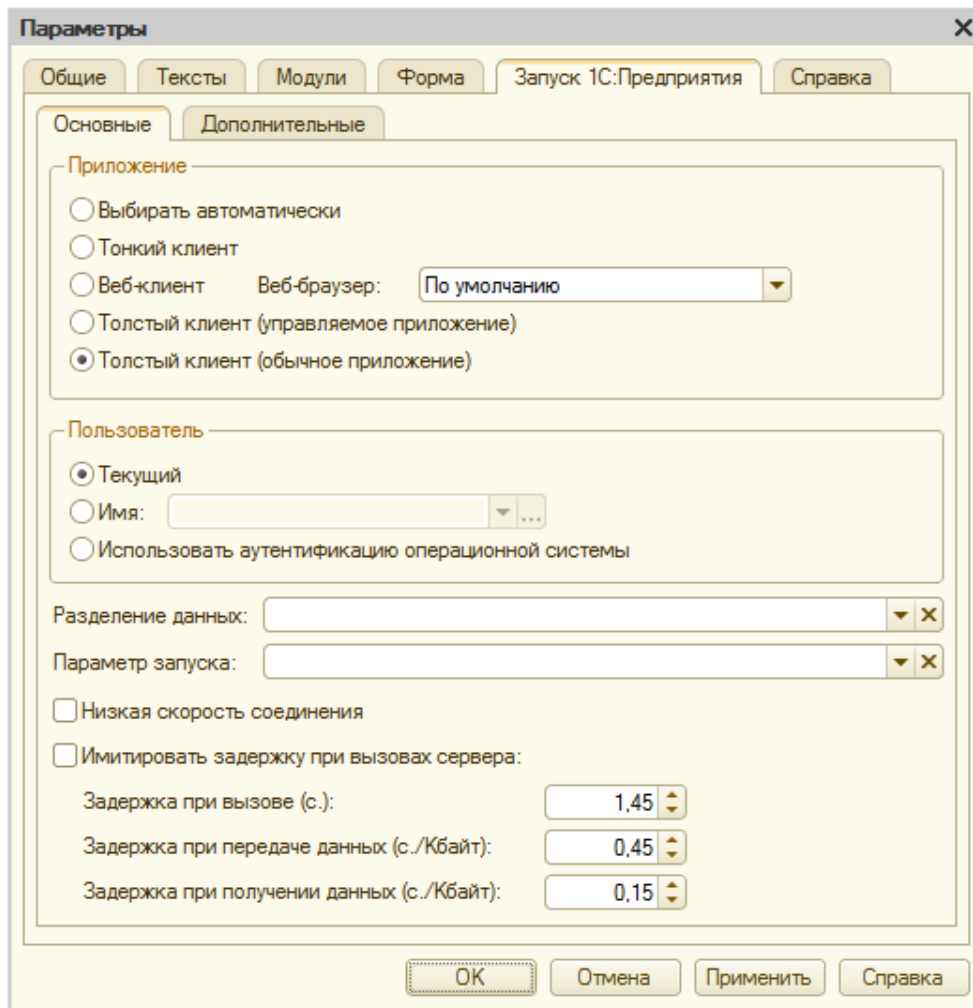 Параметры
Общие Тексты Модули Форма Запуск 1С:Предприятия Справка
Основные Дополнительные
Приложение
Выбирать автоматически
Тонкий клиент
Веб-клиент Веб-браузер: По умолчанию
Толстый клиент (управляемое приложение)
Толстый клиент (обычное приложение)
Пользователь
Текущий
Имя: ...
Использовать аутентификацию операционной системы
Разделение данных:
Параметр запуска:
Низкая скорость соединения
Имитировать задержку при вызовах сервера:
Задержка при вызове (с.): 1,45
Задержка при передаче данных (с./Кбайт): 0,45
Задержка при получении данных (с./Кбайт): 0,15
OK Отмена Применить Справка